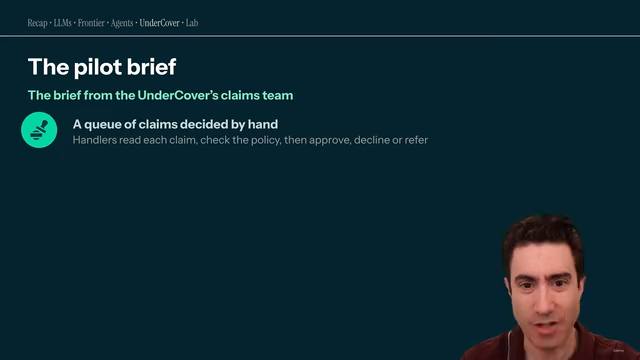 Recap • LLMs • Frontier • Agents • UnderCover • Lab
The pilot brief
The brief from the UnderCover's claims team
A queue of claims decided by hand
Handlers read each claim, check the policy, then approve, decline or refer